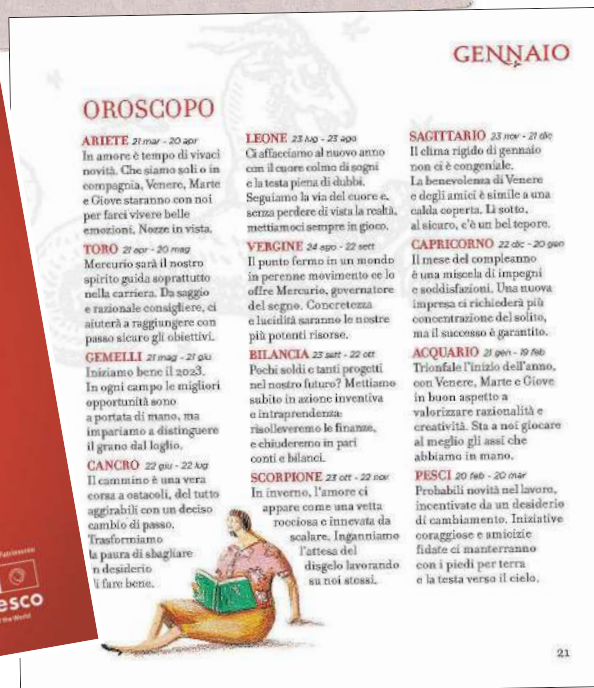 GENNAIO
OROSCOPO
ARIETE 21 mar - 20 apr
In amore è tempo di vivaci
novità. Che siamo soli o in
compagnia, Venere, Marte
e Giove staranno con noi
per farci vivere belle
emozioni. Nozze in vista.
TORO 21 apr - 20 mag
Mercurio sarà il nostro
spirito guida soprattutto
nella carriera. Da saggio
e razionale consigliere, ci
aiuterà a raggiungere con
passo sicuro gli obiettivi.
GEMELLI 21 mag - 21 giu
Iniziamo bene il 2023.
In ogni campo le migliori
opportunità sono
a portata di mano, ma
impariamo a distinguere
il grano dal loglio.
CANCRO 22 giu - 22 lug
Il cammino è una vera
corsa a ostacoli, del tutto
aggirabili con un deciso
cambio di passo.
Trasformiamo
la paura di sbagliare
n desiderio
i fare bene.
LEONE 23 lug - 23 ago
Ci affacciamo al nuovo anno
con il cuore colmo di sogni
e la testa piena di dubbi.
Seguiamo la via del cuore e,
senza perdere di vista la realtà,
mettiamoci sempre in gioco.
VERGINE 24 ago - 22 sett
Il punto fermo in un mondo
in perenne movimento ce lo
offre Mercurio, governatore
del segno. Concretezza
e lucidità saranno le nostre
più potenti risorse.
BILANCIA 23 sett - 22 ott
Pochi soldi e tanti progetti
nel nostro futuro? Mettiamo
subito in azione inventiva
e intraprendenza:
risolleveremo le finanze,
e chiuderemo in pari
conti e bilanci.
SCORPIONE 23 ott - 22 nov
In inverno, l'amore ci
appare come una vetta
rocciosa e innevata da
scalare. Inganniamo
l'attesa del
disgelo lavorando
su noi stessi.
SAGITTARIO 23 nov - 21 dic
Il clima rigido di gennaio
non ci è congeniale.
La benevolenza di Venere
e degli amici è simile a una
calda coperta. Lì sotto,
al sicuro, c'è un bel tepore.
CAPRICORNO 22 dic - 20 gen
Il mese del compleanno
è una miscela di impegni
e soddisfazioni. Una nuova
impresa ci richiederà più
concentrazione del solito,
ma il successo è garantito.
ACQUARIO 21 gen - 19 feb
Trionfale l'inizio dell'anno,
con Venere, Marte e Giove
in buon aspetto a
valorizzare razionalità e
creatività. Sta a noi giocare
al meglio gli assi che
abbiamo in mano.
PESCI 20 feb - 20 mar
Probabili novità nel lavoro,
incentivate da un desiderio
di cambiamento. Iniziative
coraggiose e amicizie
fidate ci manterranno
con i piedi per terra
e la testa verso il cielo.
Patrimonio
esco
of the World
21